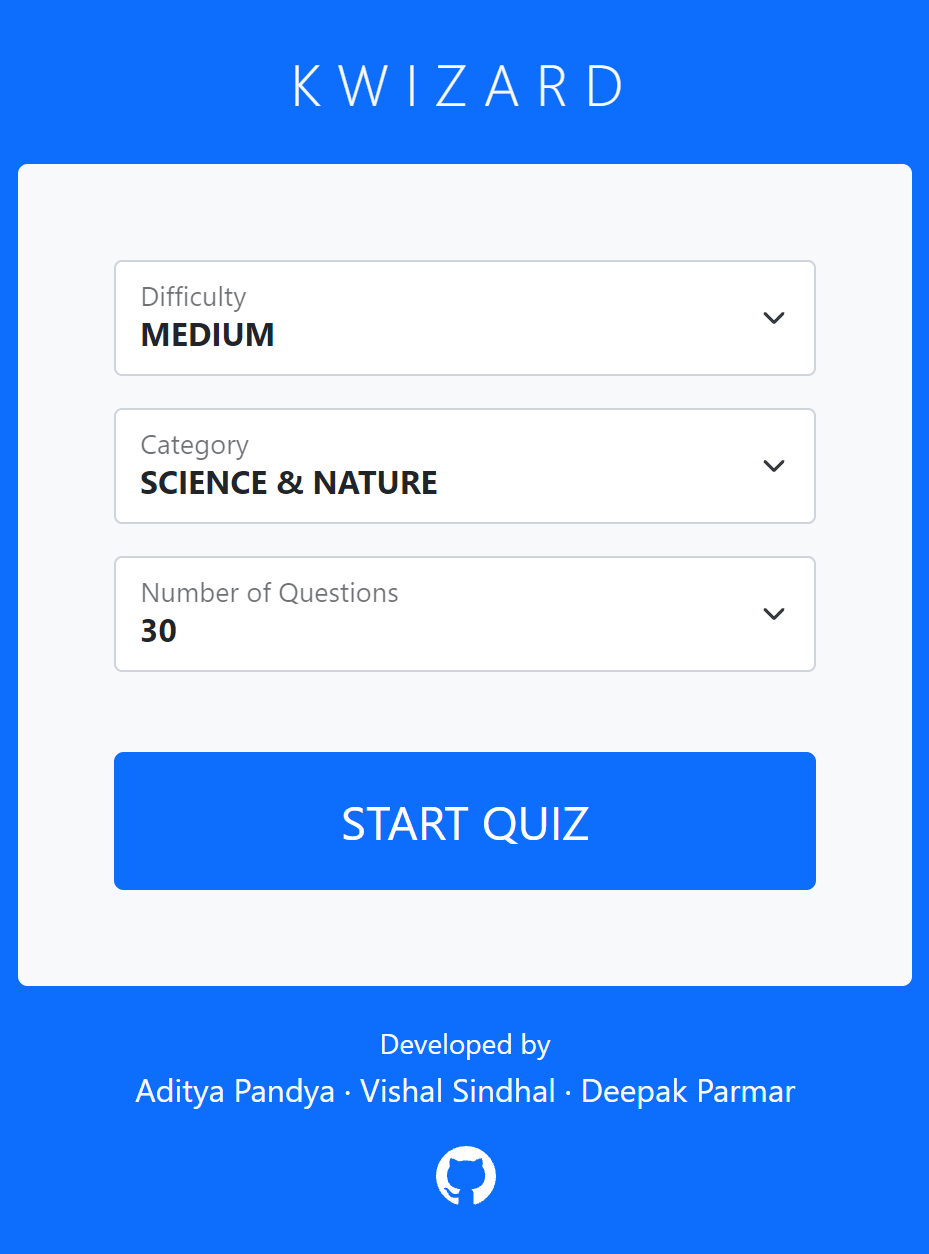 KWIZARD
Difficulty
MEDIUM
Category
SCIENCE & NATURE
Number of Questions
30
START QUIZ
Developed by
Aditya Pandya · Vishal Sindhal · Deepak Parmar